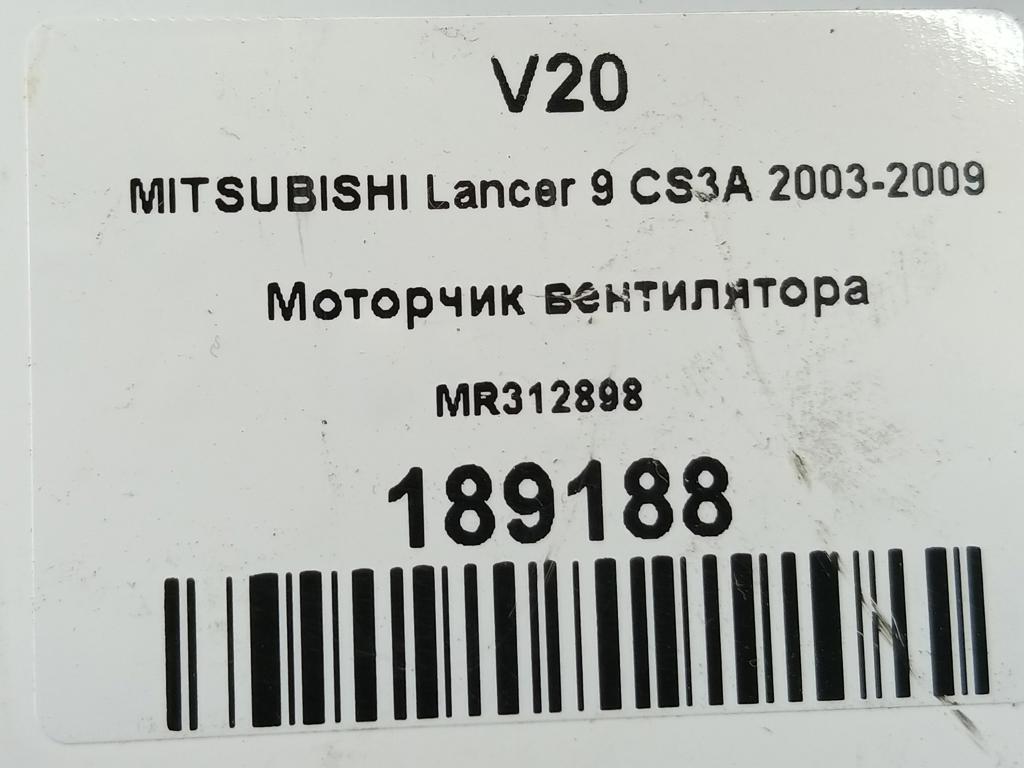 V20
MITSUBISHI Lancer 9 CS3A 2003-2009
Моторчик вентилятора
MR312898
189188